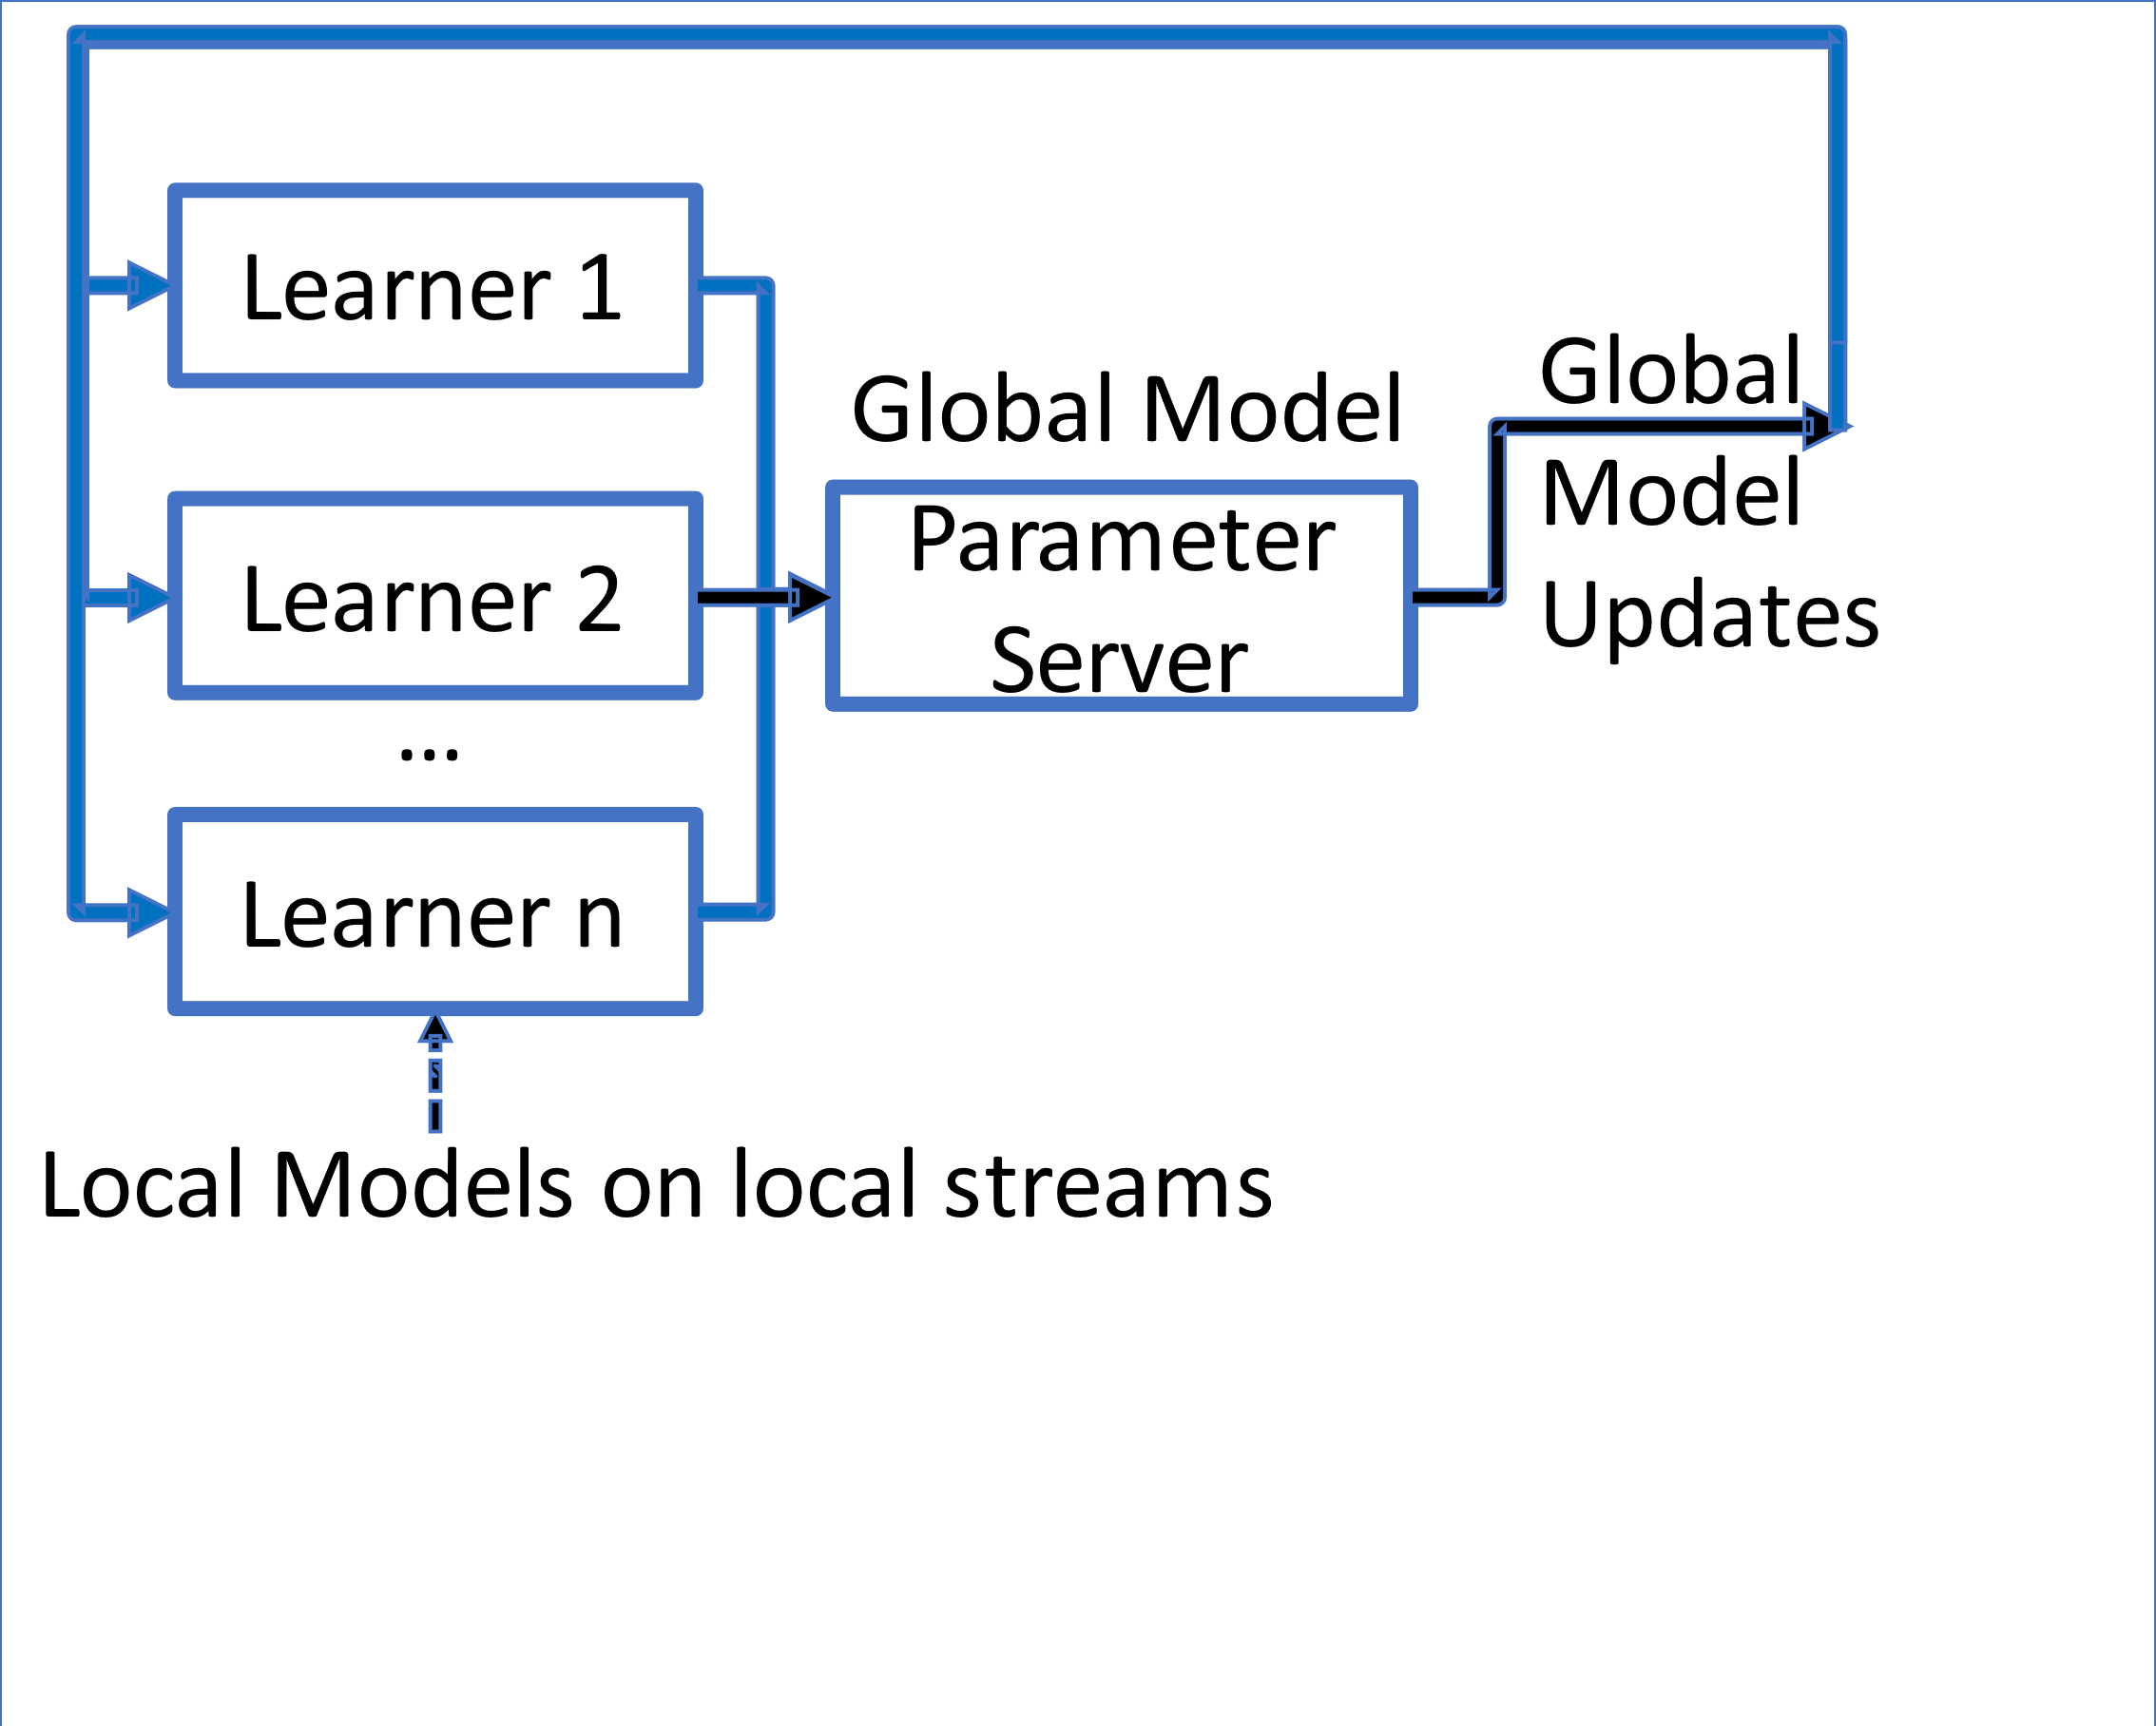 Learner 1
Global Model
Parameter
Server
Global
Model
Updates
Learner 2
...
Learner n
Local Models on local streams